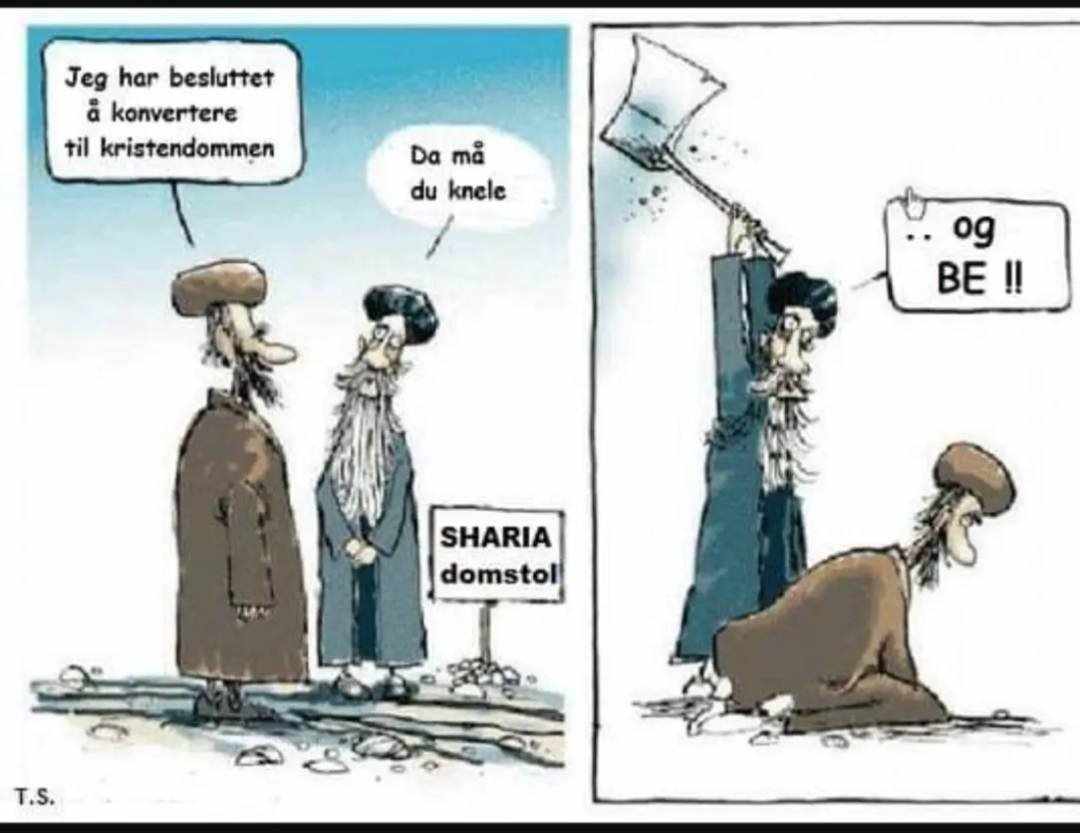 Jeg har besluttet
å konvertere
til kristendommen
Da må
du knele
SHARIA
domstol
.. og
BE !!
T.S.